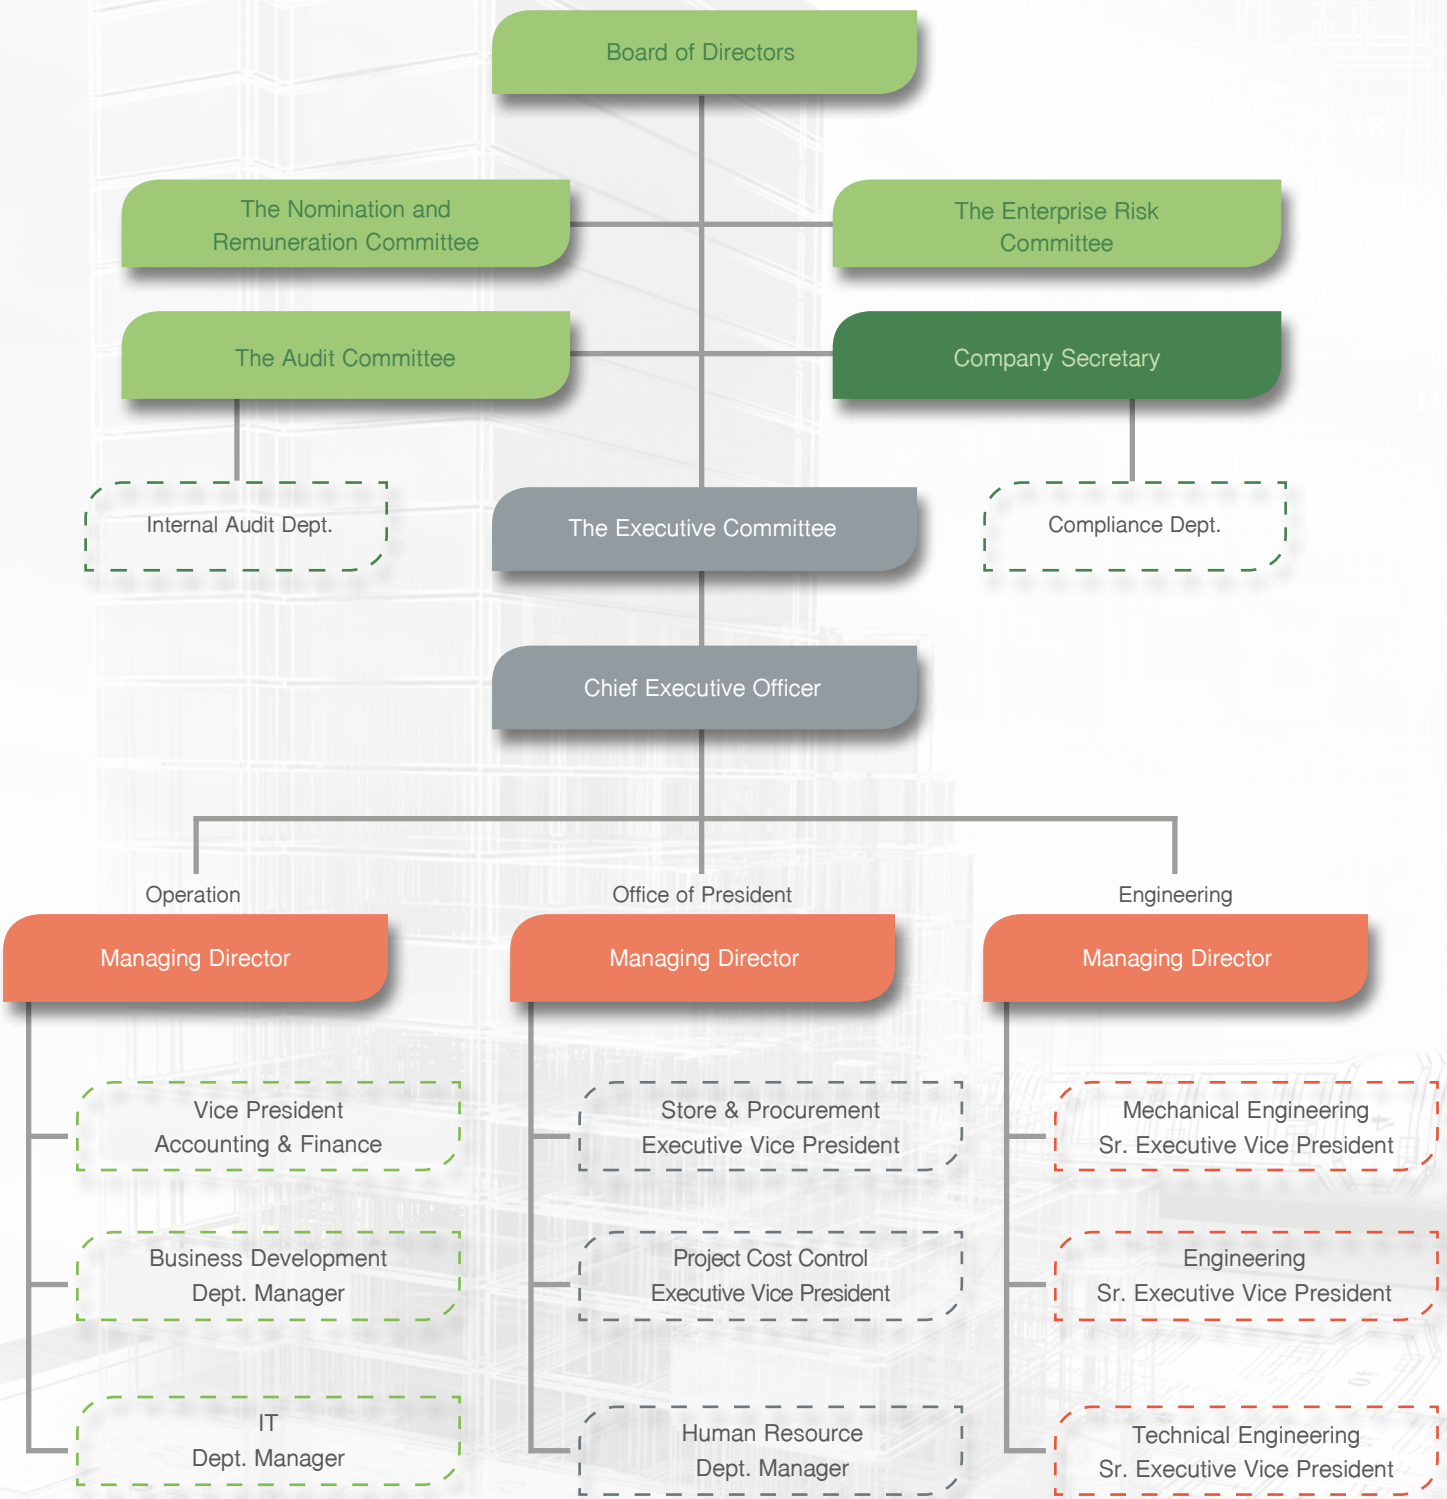 Board of Directors
The Nomination and
Remuneration Committee
The Enterprise Risk
Committee
The Audit Committee
Company Secretary
Internal Audit Dept.
The Executive Committee
Compliance Dept.
Chief Executive Officer
Operation
Office of President
Engineering
Managing Director
Managing Director
Managing Director
Vice President
Accounting & Finance
Store & Procurement
Executive Vice President
Mechanical Engineering
Sr. Executive Vice President
Business Development
Dept. Manager
Project Cost Control
Executive Vice President
Engineering
Sr. Executive Vice President
IT
Dept. Manager
Human Resource
Dept. Manager
Technical Engineering
Sr. Executive Vice President